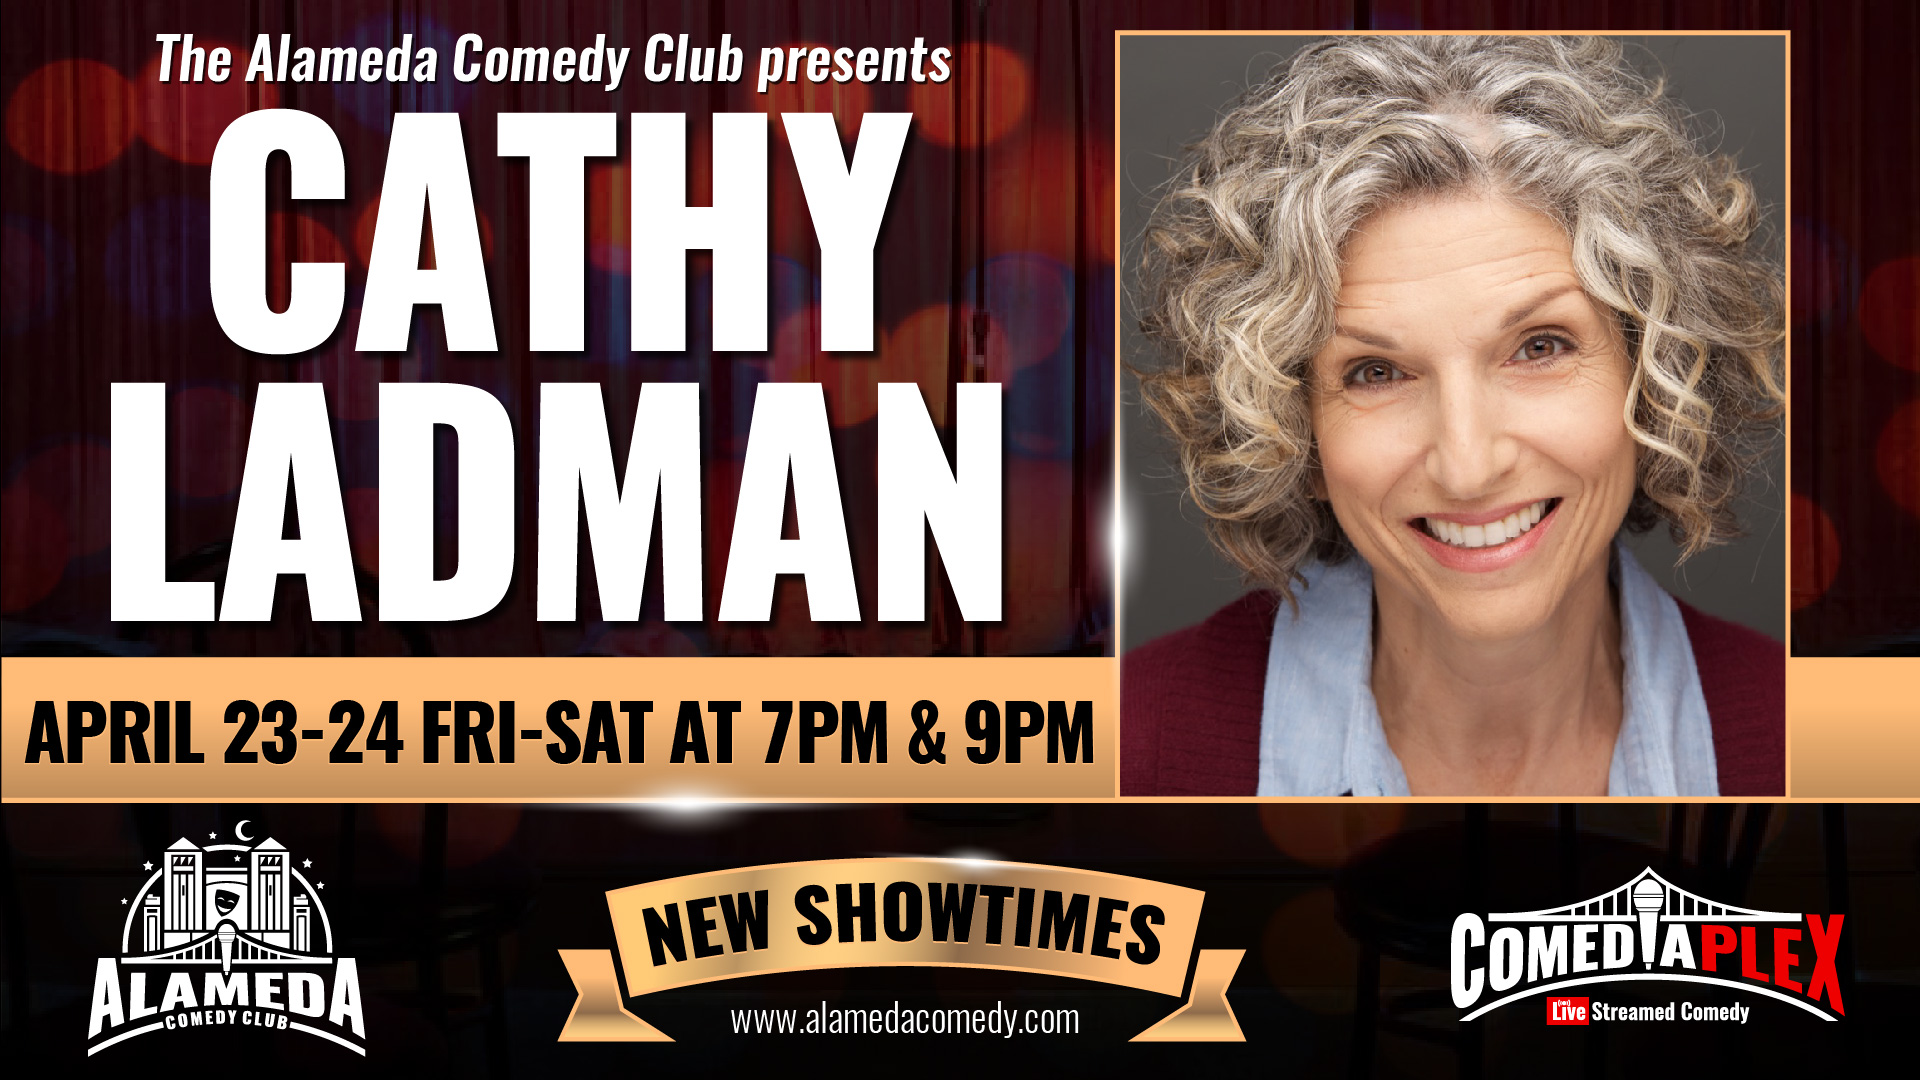 The Alameda Comedy Club presents
CATHY
LADMAN
APRIL 23-24 FRI-SAT AT 7PM & 9PM
ALAMEDA
COMEDY CLUB
NEW SHOWTIMES
www.alamedacomedy.com
COMEDIAPLEX
Live Streamed Comedy